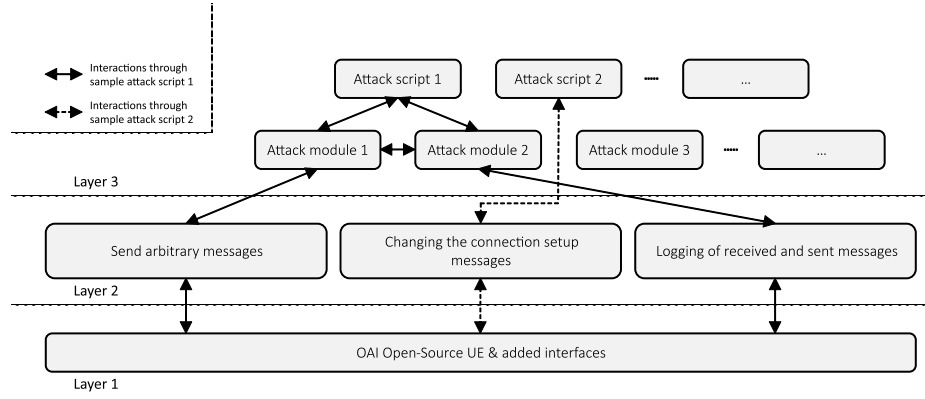 Interactions through
sample attack script 1
Interactions through
sample attack script 2
Attack script 1
Attack script 2
.....
...
Attack module 1
Attack module 2
Attack module 3
.....
...
Layer 3
Send arbitrary messages
Changing the connection setup
messages
Logging of received and sent messages
Layer 2
OAI Open-Source UE & added interfaces
Layer 1